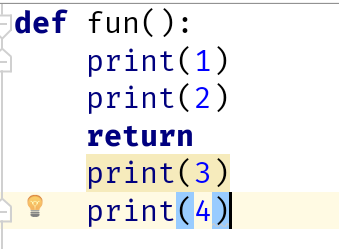 def fun():
    print(1)
    print(2)
    return
    print(3)
    print(4)